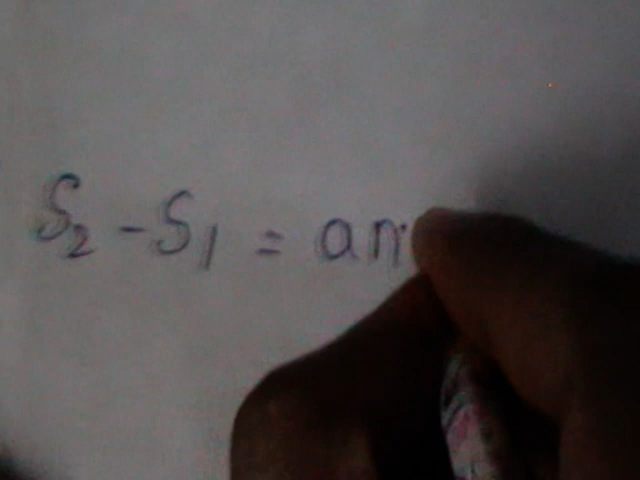 S₂ - S₁ = an